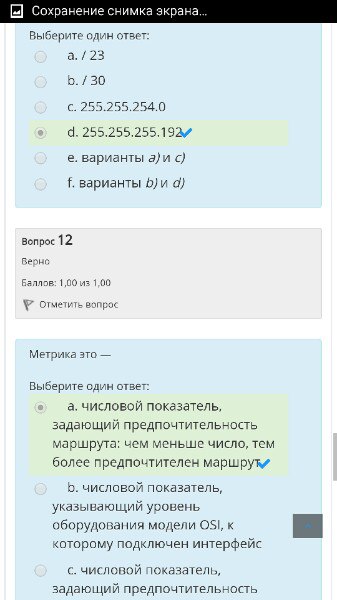 Сохранение снимка экрана...
Выберите один ответ:
a. / 23
b. / 30
c. 255.255.254.0
d. 255.255.255.192
e. варианты a) и c)
f. варианты b) и d)
Вопрос 12
Верно
Баллов: 1,00 из 1,00
Отметить вопрос
Метрика это —
Выберите один ответ:
a. числовой показатель,
задающий предпочтительность
маршрута: чем меньше число, тем
более предпочтителен маршрут
b. числовой показатель,
указывающий уровень
оборудования модели OSI, к
которому подключен интерфейс
c. числовой показатель,
задающий предпочтительность